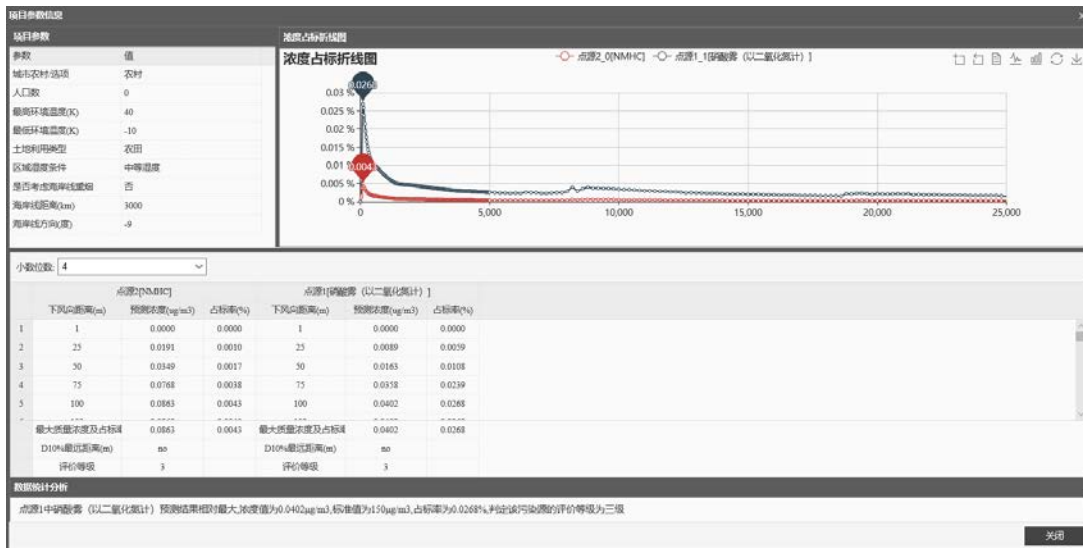 项目参数信息
项目参数
参数 值
城市农村/选项 农村
人口数 0
最高环境温度(K) 40
最低环境温度(K) -10
土地利用类型 农田
区域湿度条件 中等湿度
是否考虑海岸线熏烟 否
海岸线距离(km) 3000
海岸线方向(度) -9
浓度占标折线图
浓度占标折线图
点源2_0[NMHC] 点源1_1[硝酸雾（以二氧化氮计）]
0.0268
0.0043
0.03 %
0.025 %
0.02 %
0.015 %
0.01 %
0.005 %
0 %
0 5,000 10,000 15,000 20,000 25,000
小数位数: 4
点源2[NMHC] 点源1[硝酸雾（以二氧化氮计）]
下风向距离(m) 预测浓度(ug/m3) 占标率(%) 下风向距离(m) 预测浓度(ug/m3) 占标率(%)
1 1 0.0000 0.0000 1 0.0000 0.0000
2 25 0.0191 0.0010 25 0.0089 0.0059
3 50 0.0349 0.0017 50 0.0163 0.0108
4 75 0.0768 0.0038 75 0.0358 0.0239
5 100 0.0863 0.0043 100 0.0402 0.0268
最大质量浓度及占标率 0.0863 0.0043 最大质量浓度及占标率 0.0402 0.0268
D10%最远距离(m) no D10%最远距离(m) no
评价等级 3 评价等级 3
数据统计分析
点源1中硝酸雾（以二氧化氮计）预测结果相对最大,浓度值为0.0402μg/m3,标准值为150μg/m3,占标率为0.0268%,判定该污染源的评价等级为三级
关闭